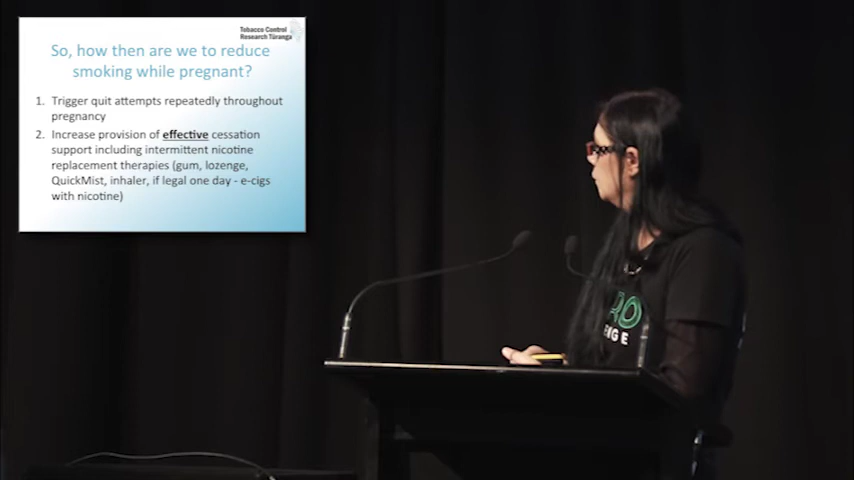 Tobacco Control
Research Tūranga
So, how then are we to reduce
smoking while pregnant?
1. Trigger quit attempts repeatedly throughout
pregnancy
2. Increase provision of effective cessation
support including intermittent nicotine
replacement therapies (gum, lozenge,
QuickMist, inhaler, if legal one day - e-cigs
with nicotine)
RO
ENGE